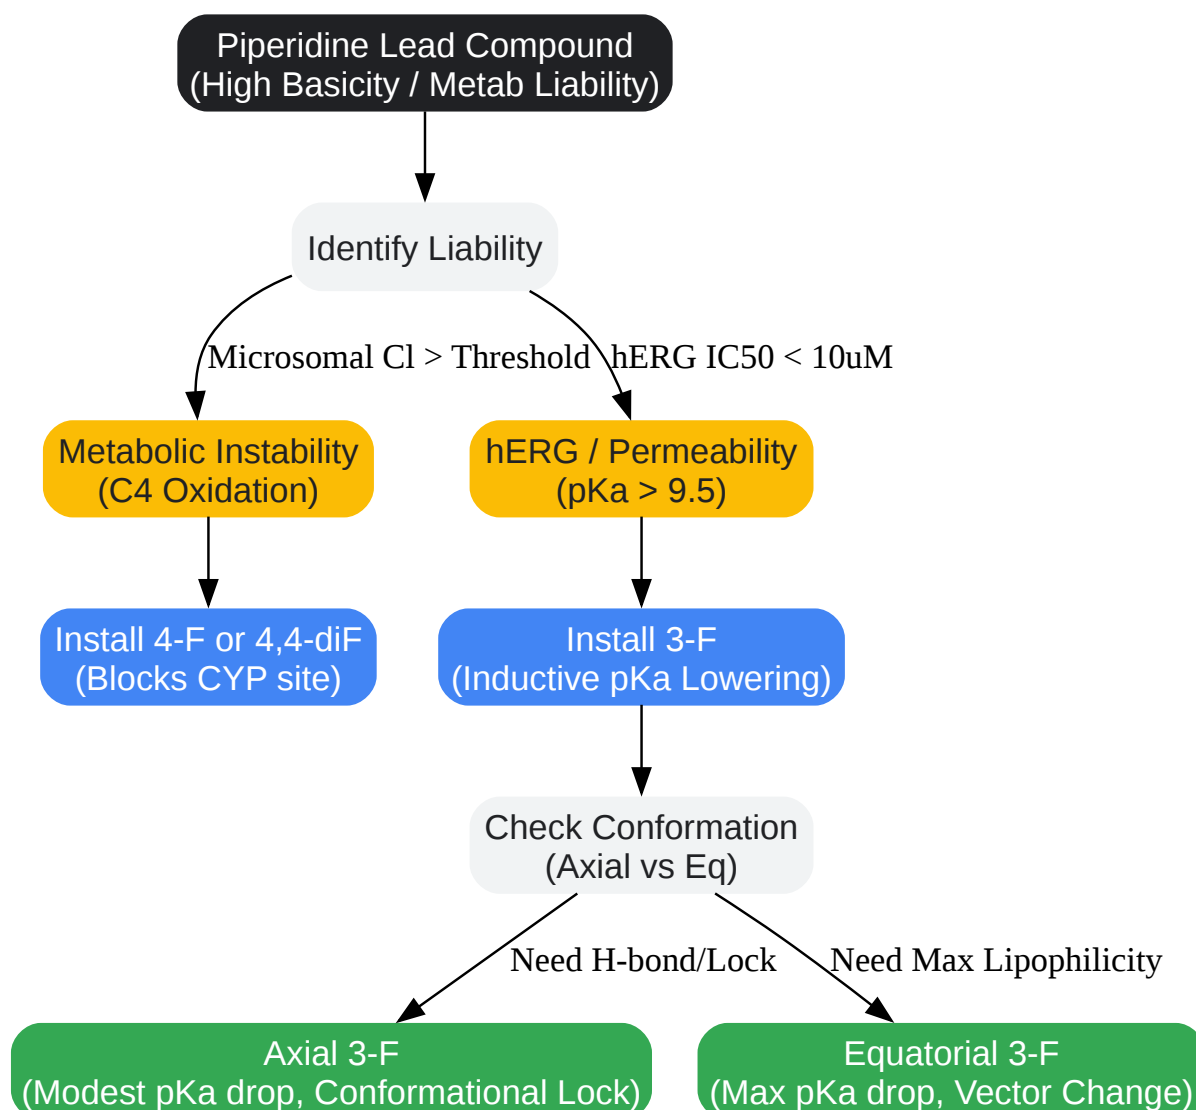 Piperidine Lead Compound
(High Basicity / Metab Liability)
Identify Liability
Microsomal Cl > Threshold
hERG IC50 < 10uM
Metabolic Instability
(C4 Oxidation)
hERG / Permeability
(pKa > 9.5)
Install 4-F or 4,4-diF
(Blocks CYP site)
Install 3-F
(Inductive pKa Lowering)
Check Conformation
(Axial vs Eq)
Need H-bond/Lock
Need Max Lipophilicity
Axial 3-F
(Modest pKa drop, Conformational Lock)
Equatorial 3-F
(Max pKa drop, Vector Change)